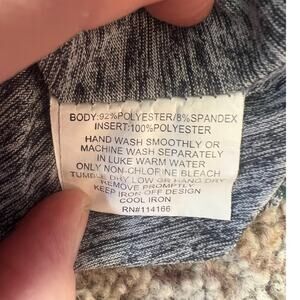 BODY:92%POLYESTER/8%SPANDEX
INSERT:100%POLYESTER
HAND WASH SMOOTHLY OR
MACHINE WASH SEPARATELY
IN LUKE WARM WATER
ONLY NON-CHLORINE BLEACH
TUMBLE DRY LOW OR HANG DRY
REMOVE PROMPTLY
KEEP IRON OFF DESIGN
COOL IRON
RN#114166